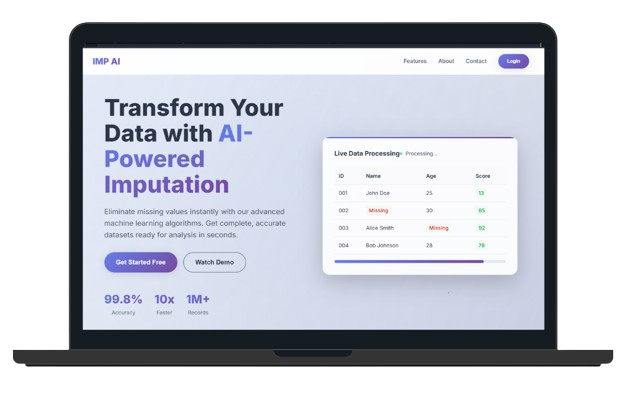 IMP AI
Features About Contact Login
Transform Your
Data with AI-
Powered
Imputation
Eliminate missing values instantly with our advanced
machine learning algorithms. Get complete, accurate
datasets ready for analysis in seconds.
Get Started Free Watch Demo
99.8% 10x 1M+
Accuracy Faster Records
Live Data Processing Processing...
ID Name Age Score
001 John Doe 25 13
002 Missing 30 85
003 Alice Smith Missing 92
004 Bob Johnson 28 78